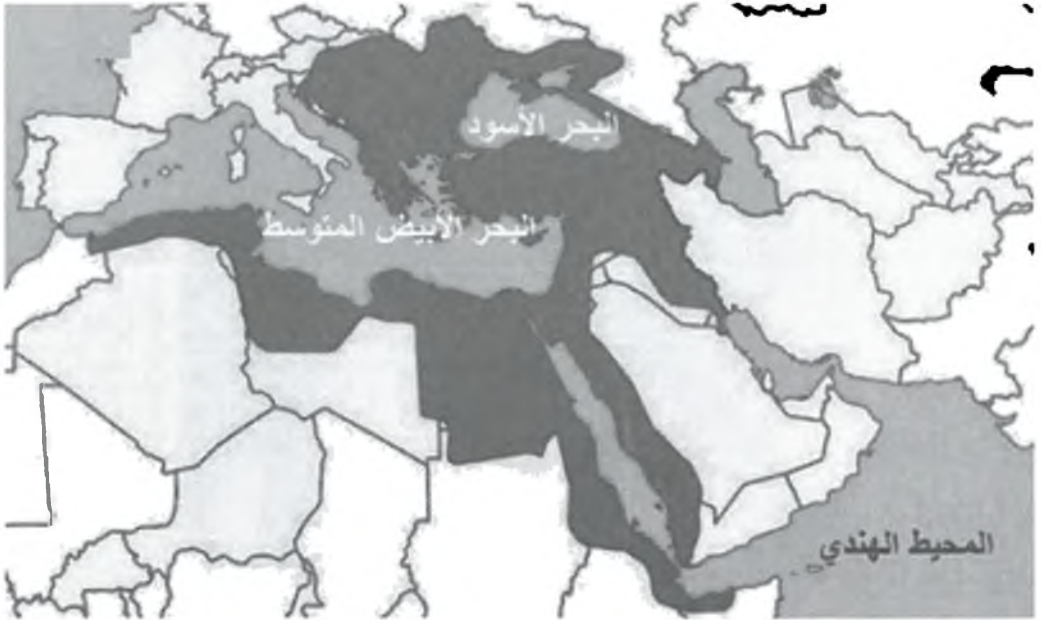 البحر الأسود
البحر الأبيض المتوسط
المحيط الهندي